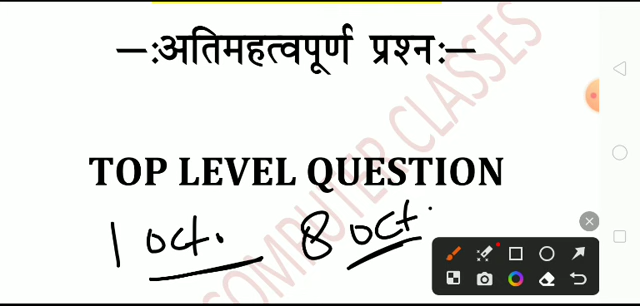 —:अतिमहत्वपूर्ण प्रश्न:—
COMPUTER CLASSES
TOP LEVEL QUESTION
1 oct. 8 oct.